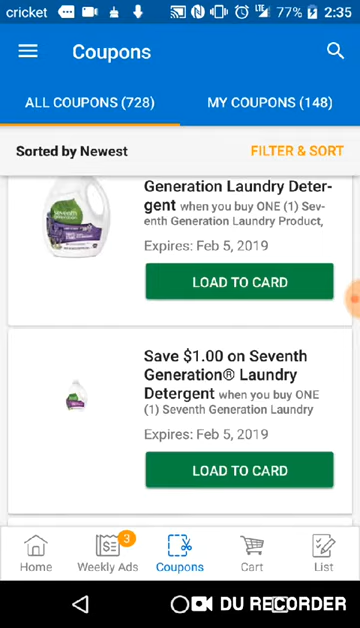 cricket 77% 2:35
Coupons
ALL COUPONS (728) MY COUPONS (148)
Sorted by Newest FILTER & SORT
Generation Laundry Deter-
gent when you buy ONE (1) Sev-
enth Generation Laundry Product,
Expires: Feb 5, 2019
LOAD TO CARD
Save $1.00 on Seventh
Generation® Laundry
Detergent when you buy ONE
(1) Seventh Generation Laundry
Expires: Feb 5, 2019
LOAD TO CARD
3
Home Weekly Ads Coupons Cart List
DU RECORDER